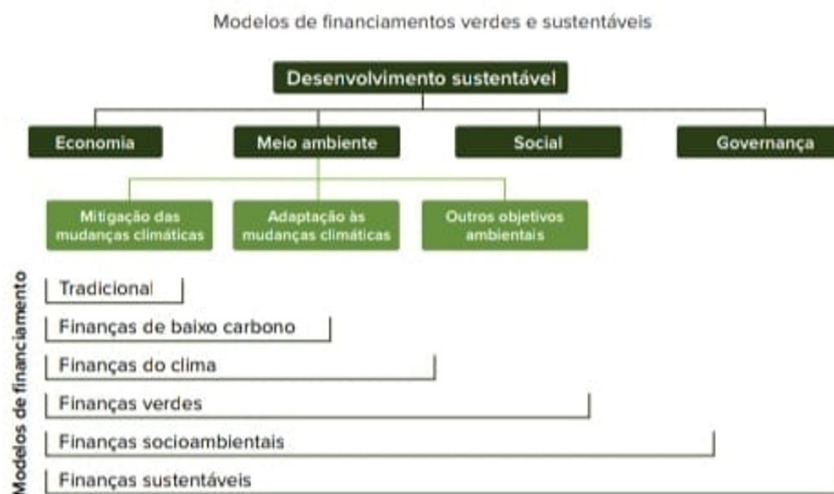 Modelos de financiamentos verdes e sustentáveis
Desenvolvimento sustentável
Economia
Meio ambiente
Social
Governança
Mitigação das
mudanças climáticas
Adaptação às
mudanças climáticas
Outros objetivos
ambientais
Modelos de financiamento
Tradicional
Finanças de baixo carbono
Finanças do clima
Finanças verdes
Finanças socioambientais
Finanças sustentáveis